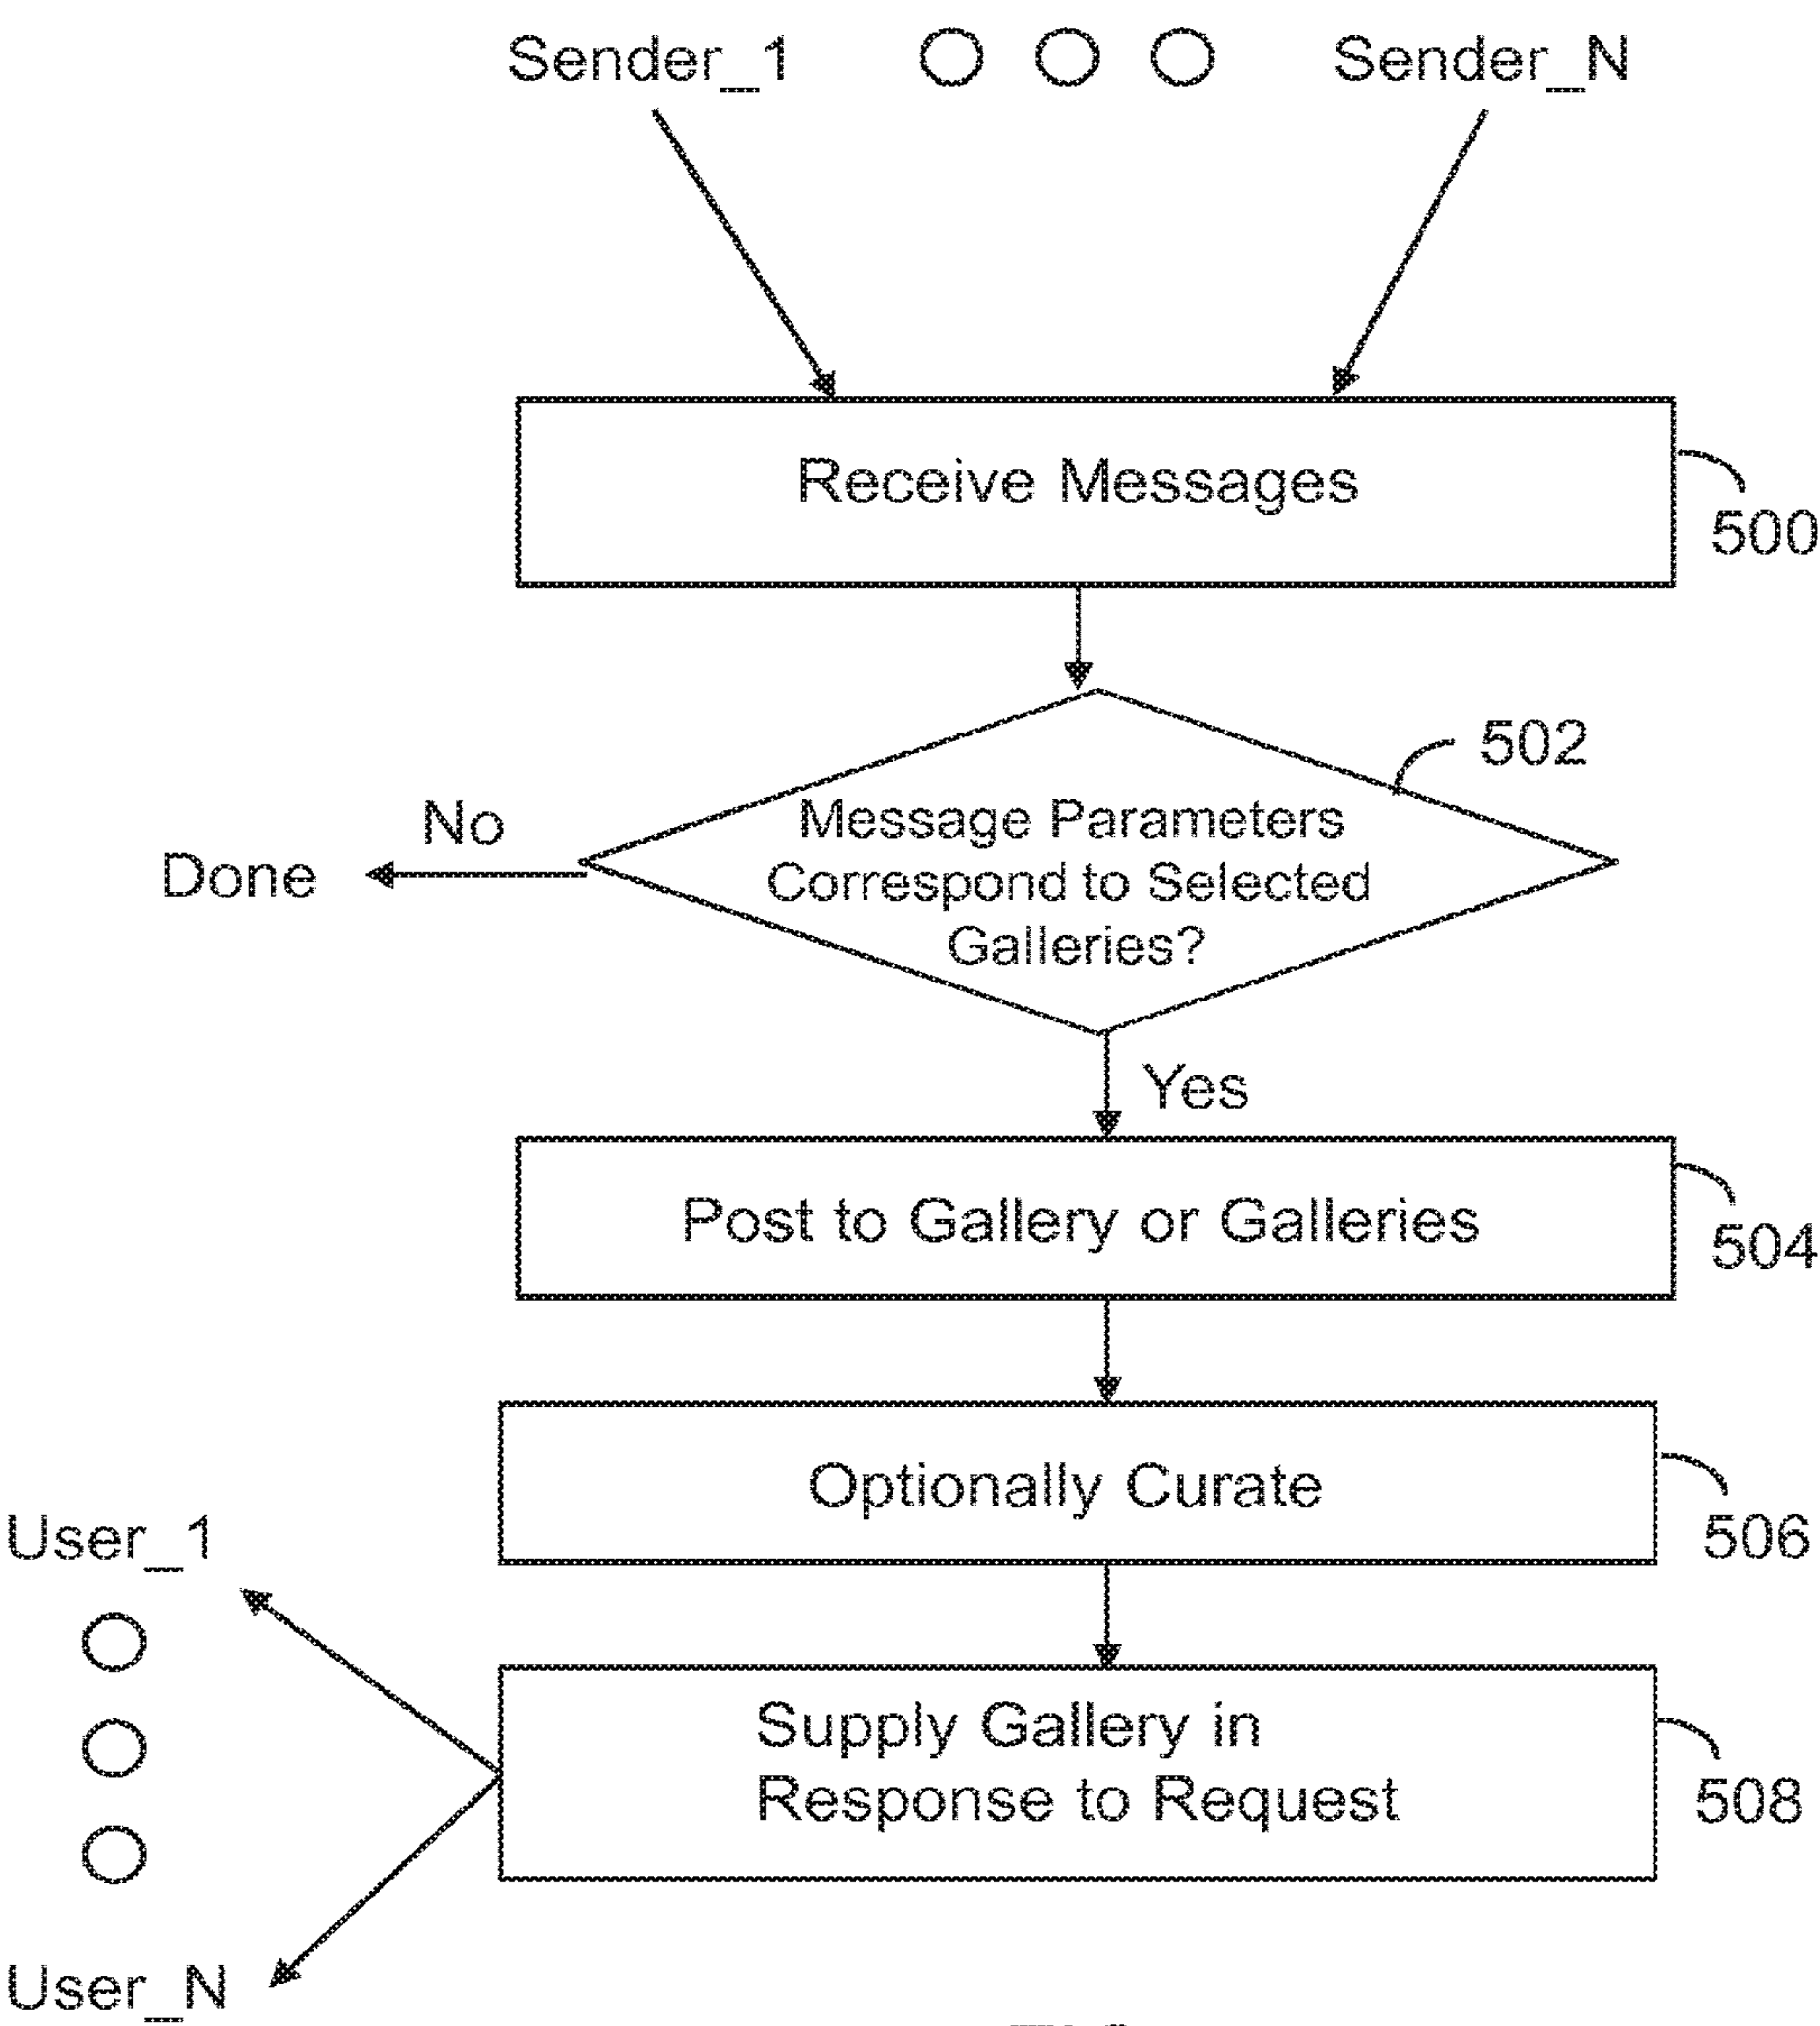 Sender_1 Sender_N
Receive Messages
500
502
Message Parameters
Correspond to Selected
Galleries?
No
Done
Yes
Post to Gallery or Galleries
504
Optionally Curate
506
User_1
Supply Gallery in
Response to Request
508
User_N